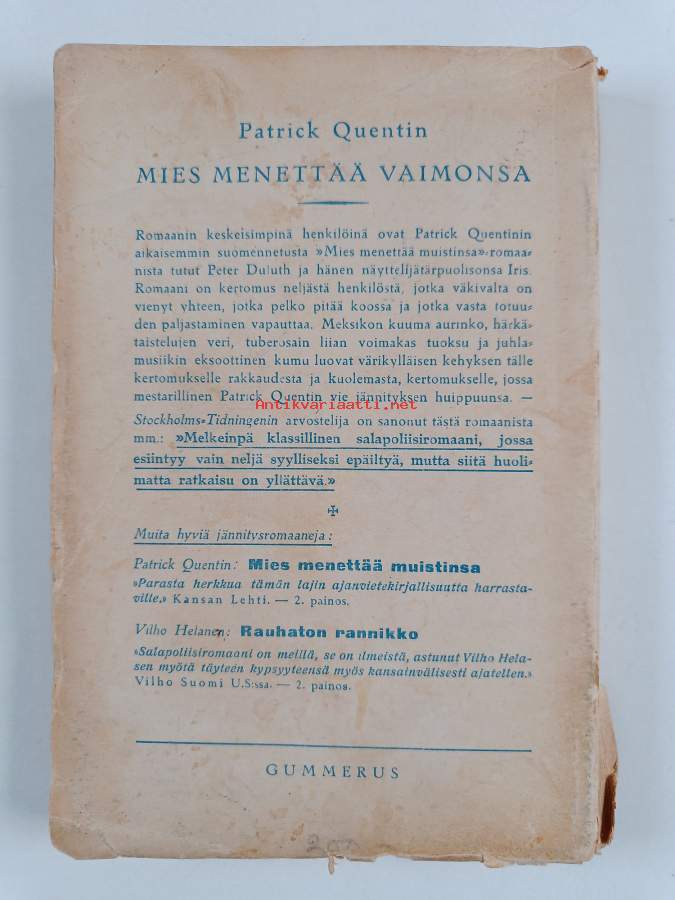 Patrick Quentin
MIES MENETTÄÄ VAIMONSA
Romaanin keskeisimpinä henkilöinä ovat Patrick Quentinin
aikaisemmin suomennetusta »Mies menettää muistinsa»-romaa-
nista tutut Peter Duluth ja hänen näyttelijätärpuolisonsa Iris.
Romaani on kertomus neljästä henkilöstä, jotka väkivalta on
vienyt yhteen, jotka pelko pitää koossa ja jotka vasta totuu-
den paljastaminen vapauttaa. Meksikon kuuma aurinko, härkä-
taistelujen veri, tuberosain liian voimakas tuoksu ja juhla-
musiikin eksoottinen kumu luovat värikylläisen kehyksen tälle
kertomukselle rakkaudesta ja kuolemasta, kertomukselle, jossa
mestarillinen Patrick Quentin vie jännityksen huippuunsa. —
Antikvariaatti.net
Stockholms-Tidningenin arvostelija on sanonut tästä romaanista
mm.: »Melkeinpä klassillinen salapoliisiromaani, jossa
esiintyy vain neljä syylliseksi epäiltyä, mutta siitä huoli-
matta ratkaisu on yllättävä.»
Muita hyviä jännitysromaaneja:
Patrick Quentin: Mies menettää muistinsa
»Parasta herkkua tämän lajin ajanvietekirjallisuutta harrasta-
ville.» Kansan Lehti. — 2. painos.
Vilho Helanen: Rauhaton rannikko
»Salapoliisiromaani on meillä, se on ilmeistä, astunut Vilho Hela-
sen myötä täyteen kypsyyteensä myös kansainvälisesti ajatellen.»
Vilho Suomi U.S:ssa. — 2. painos.
GUMMERUS